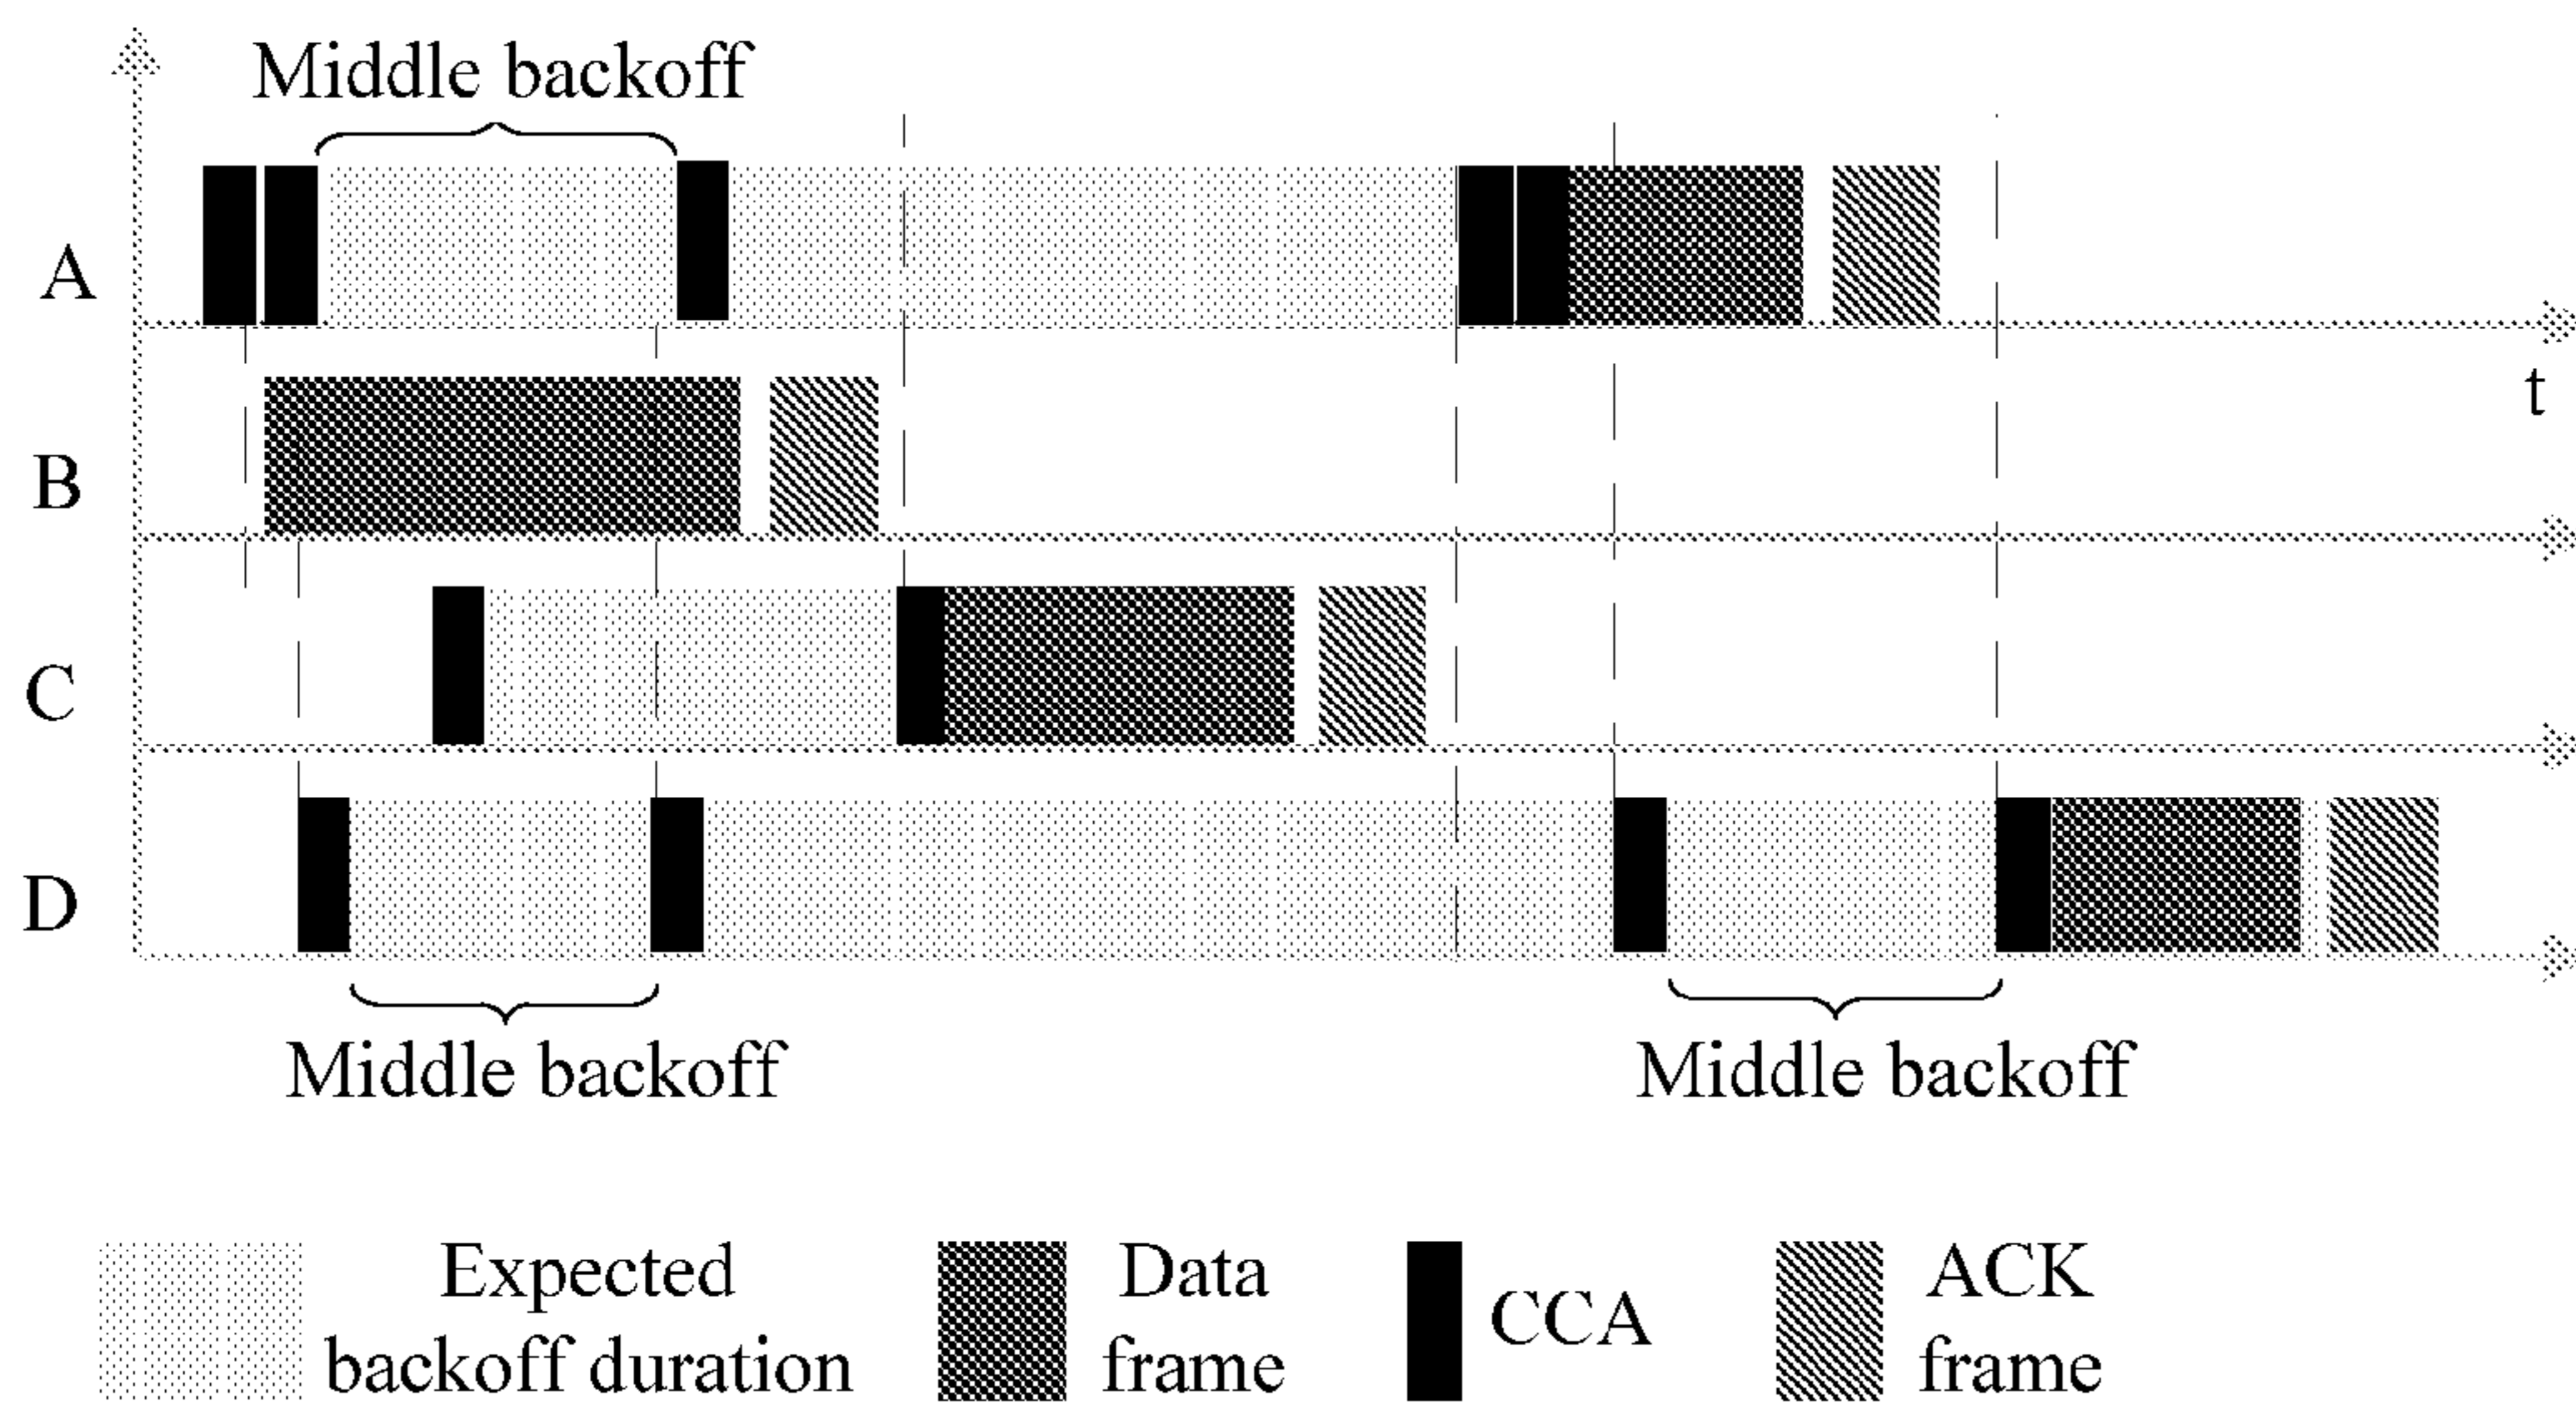 Middle backoff
A
t
B
C
D
Middle backoff
Middle backoff
Expected
backoff duration
Data
frame
CCA
ACK
frame